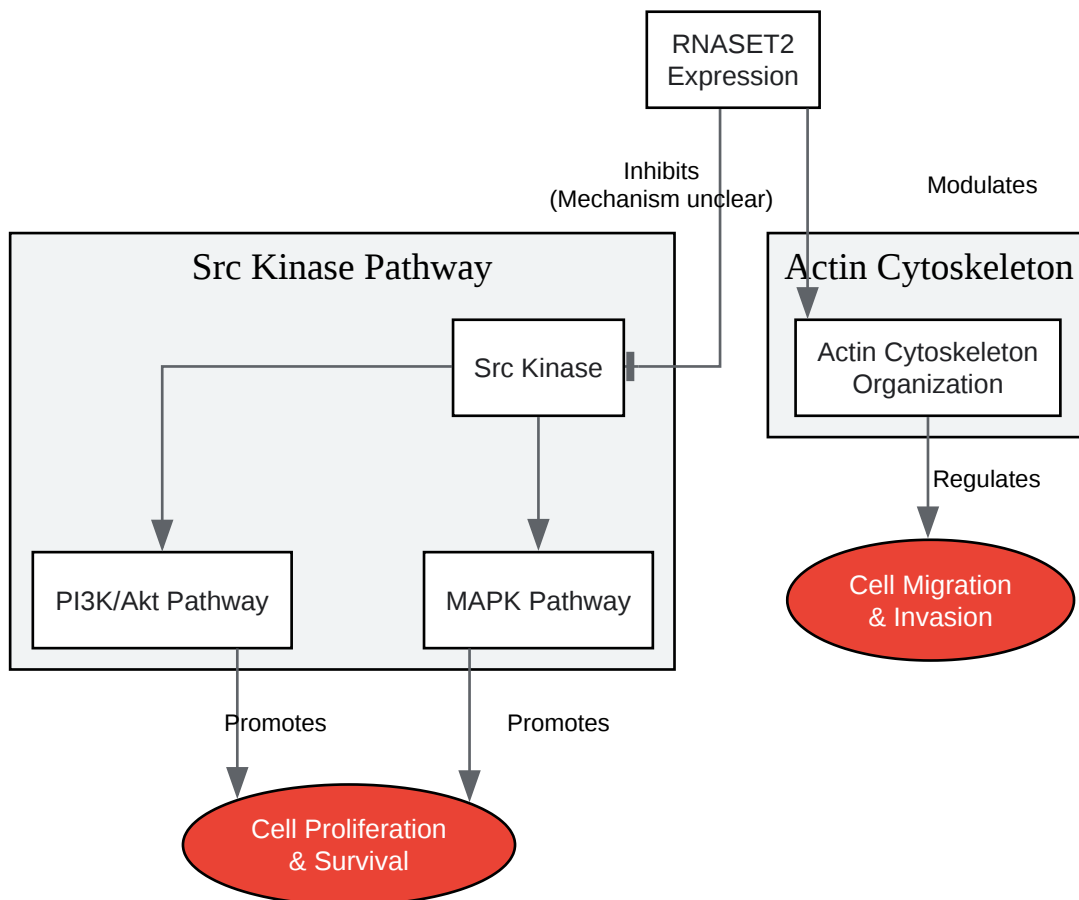 RNASET2
Expression
Inhibits
(Mechanism unclear)
Modulates
Src Kinase Pathway
Actin Cytoskeleton
Src Kinase
Actin Cytoskeleton
Organization
Regulates
PI3K/Akt Pathway
MAPK Pathway
Cell Migration
& Invasion
Promotes
Promotes
Cell Proliferation
& Survival